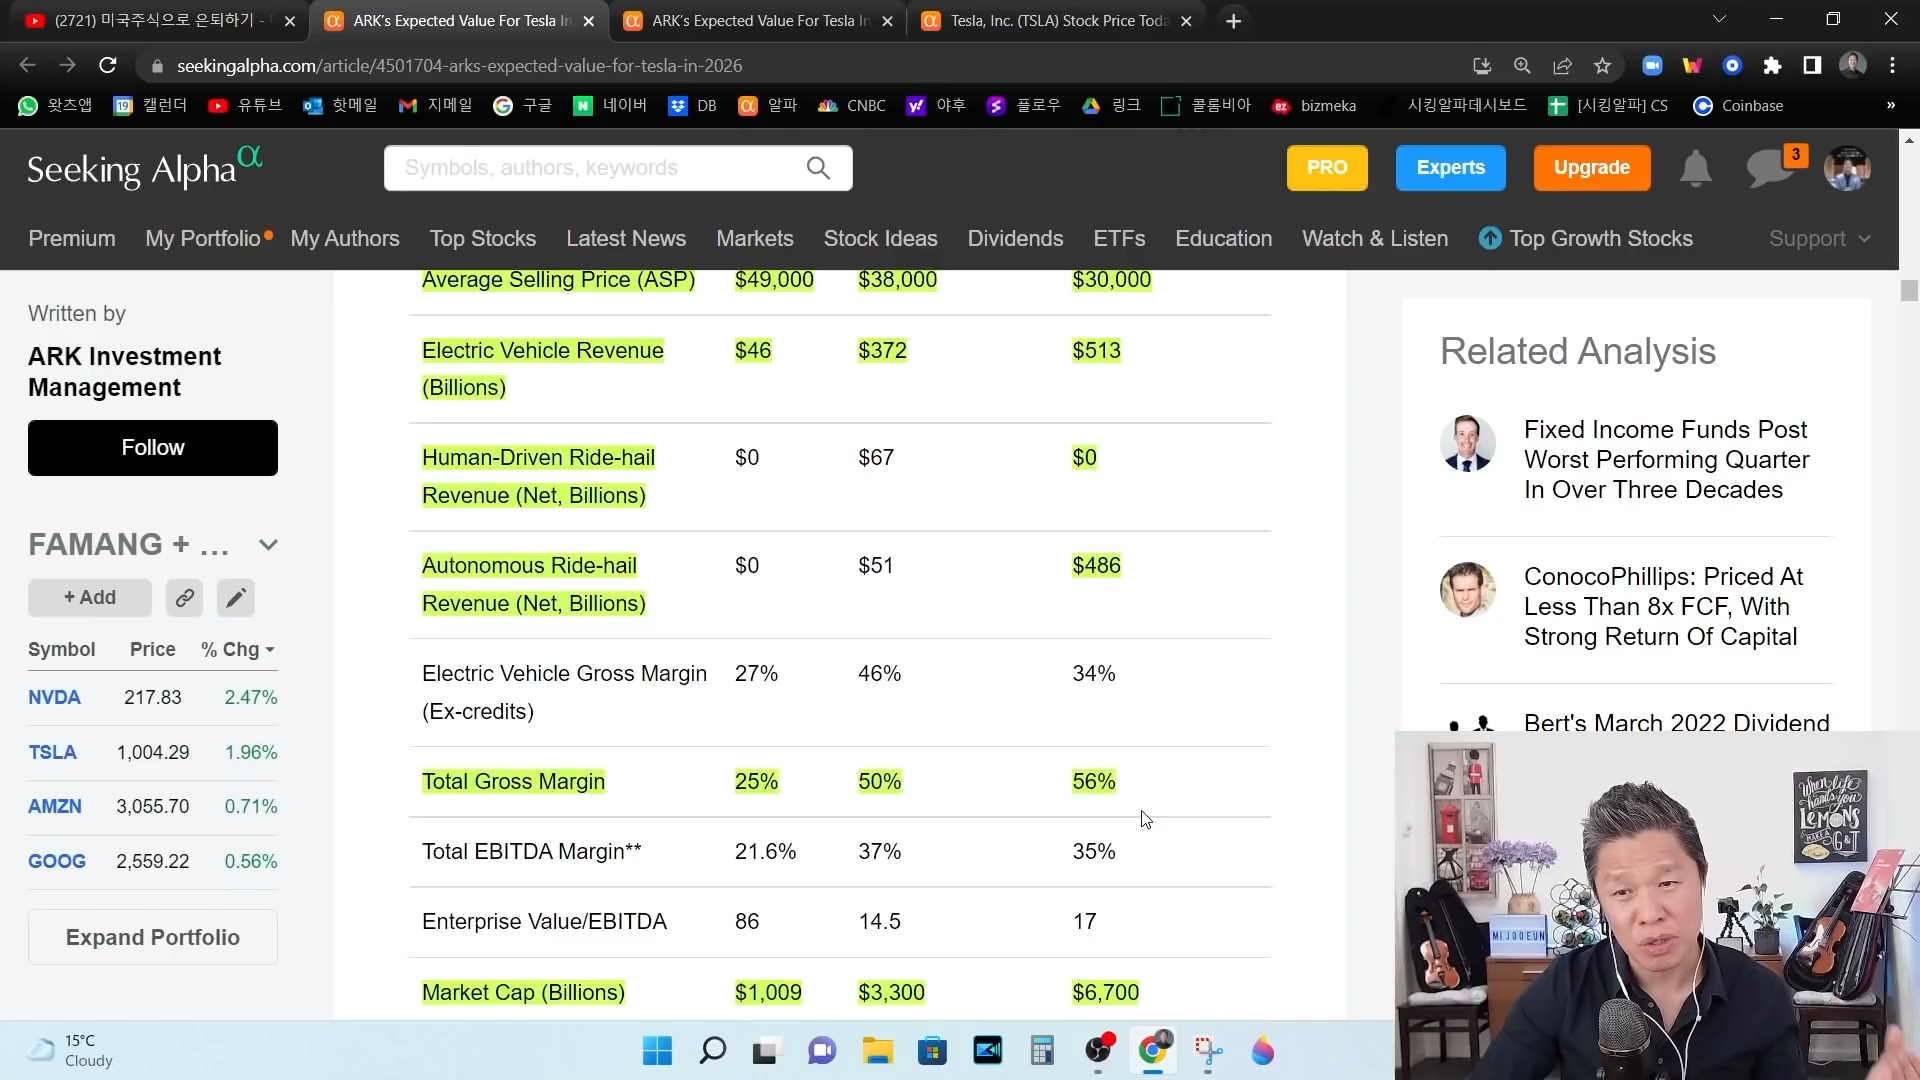 (2721) 미국주식으로 은퇴하기 -
ARK's Expected Value For Tesla In
ARK's Expected Value For Tesla In
Tesla, Inc. (TSLA) Stock Price Toda
seekingalpha.com/article/4501704-arks-expected-value-for-tesla-in-2026
왓츠앱
19 캘린더
유튜브
핫메일
지메일
구글
네이버
DB
알파
CNBC
야후
플로우
링크
콜롬비아
bizmeka
시킹알파데시보드
[시킹알파] CS
Coinbase
»
Seeking Alpha α
Symbols, authors, keywords
PRO
Experts
Upgrade
3
Premium
My Portfolio
My Authors
Top Stocks
Latest News
Markets
Stock Ideas
Dividends
ETFs
Education
Watch & Listen
Top Growth Stocks
Support
Written by
ARK Investment
Management
Follow
FAMANG + ...
+ Add
Symbol Price % Chg
NVDA 217.83 2.47%
TSLA 1,004.29 1.96%
AMZN 3,055.70 0.71%
GOOG 2,559.22 0.56%
Expand Portfolio
Average Selling Price (ASP) $49,000 $38,000 $30,000
Electric Vehicle Revenue $46 $372 $513
(Billions)
Human-Driven Ride-hail $0 $67 $0
Revenue (Net, Billions)
Autonomous Ride-hail $0 $51 $486
Revenue (Net, Billions)
Electric Vehicle Gross Margin 27% 46% 34%
(Ex-credits)
Total Gross Margin 25% 50% 56%
Total EBITDA Margin** 21.6% 37% 35%
Enterprise Value/EBITDA 86 14.5 17
Market Cap (Billions) $1,009 $3,300 $6,700
Related Analysis
Fixed Income Funds Post
Worst Performing Quarter
In Over Three Decades
ConocoPhillips: Priced At
Less Than 8x FCF, With
Strong Return Of Capital
Bert's March 2022 Dividend
When life
hands you
LEMONS
MAKE A
G&T
MI JOOEUN
15°C
Cloudy